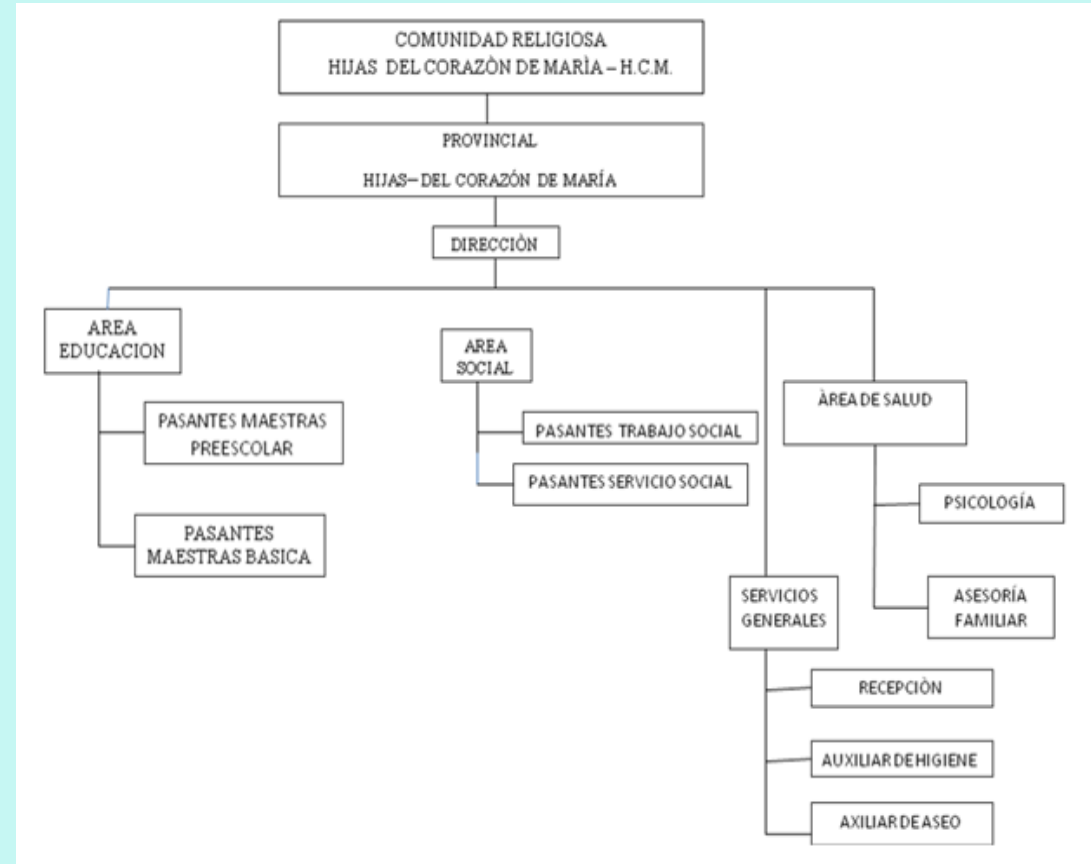 COMUNIDAD RELIGIOSA
HIJAS DEL CORAZÒN DE MARÌA – H.C.M.
PROVINCIAL
HIJAS– DEL CORAZÓN DE MARÍA
DIRECCIÒN
AREA
EDUCACION
PASANTES MAESTRAS
PREESCOLAR
PASANTES
MAESTRAS BASICA
AREA
SOCIAL
PASANTES TRABAJO SOCIAL
PASANTES SERVICIO SOCIAL
ÀREA DE SALUD
PSICOLOGÍA
ASESORÍA
FAMILIAR
SERVICIOS
GENERALES
RECEPCIÒN
AUXILIAR DE HIGIENE
AXILIAR DE ASEO